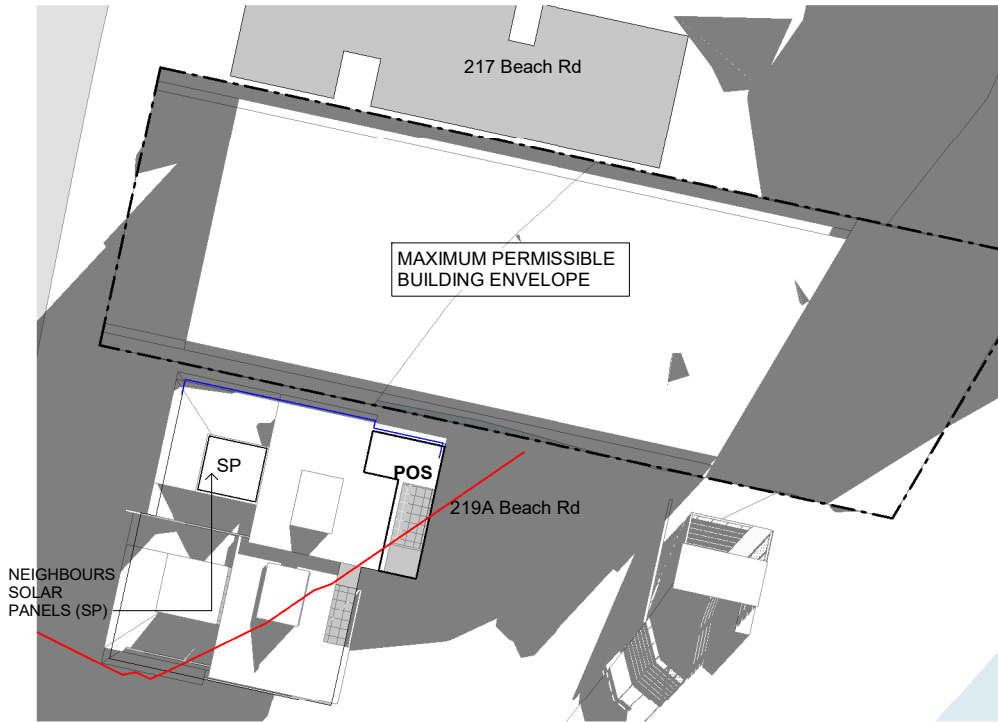 217 Beach Rd
MAXIMUM PERMISSIBLE
BUILDING ENVELOPE
SP
POS
219A Beach Rd
NEIGHBOURS
SOLAR
PANELS (SP)